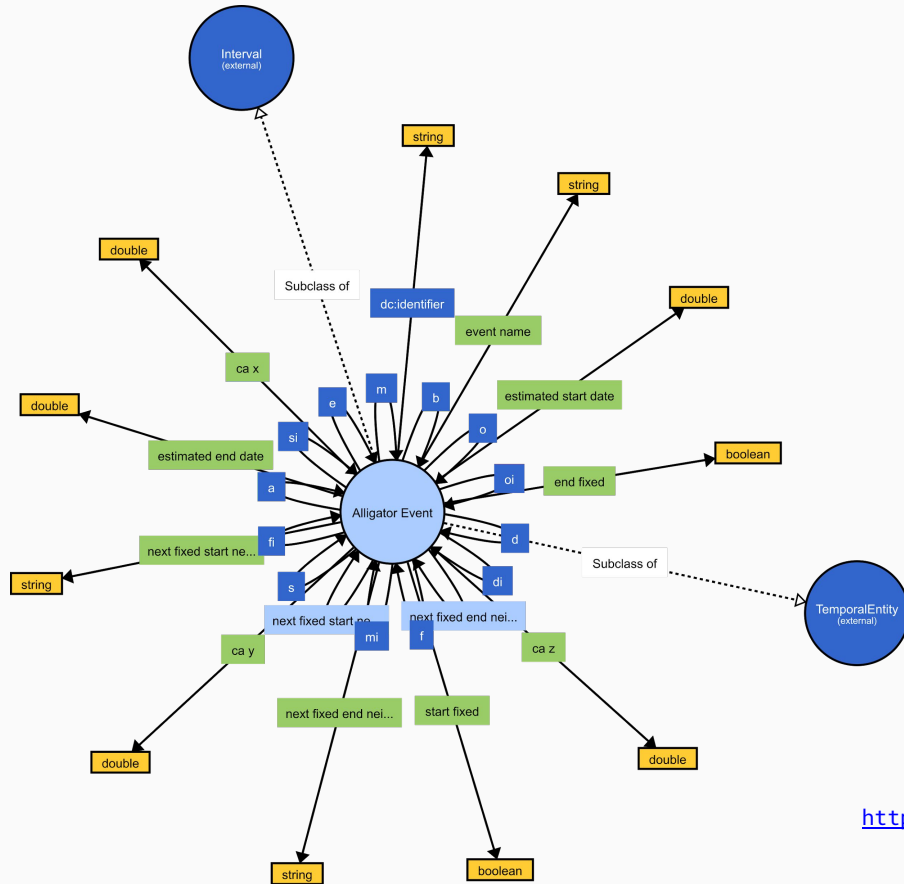 Interval
(external)
string
string
double
Subclass of
double
dc:identifier
event name
ca x
m
estimated start date
e
b
double
o
si
boolean
estimated end date
oi
end fixed
a
Alligator Event
fi
d
next fixed start ne...
Subclass of
string
s
di
TemporalEntity
(external)
next fixed start ne...
next fixed end nei...
mi
f
ca y
ca z
next fixed end nei...
start fixed
double
double
http
string
boolean